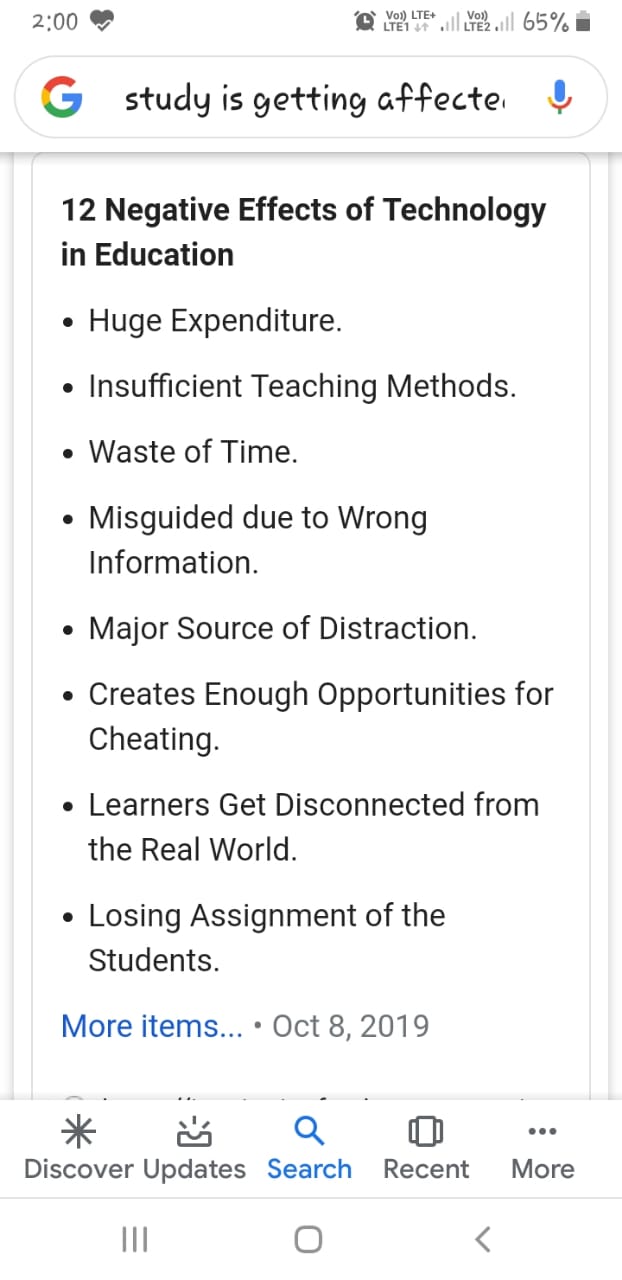 2:00 Vo)) LTE+ Vo)) 65%
LTE1 LTE2
study is getting affecte
12 Negative Effects of Technology
in Education
• Huge Expenditure.
• Insufficient Teaching Methods.
• Waste of Time.
• Misguided due to Wrong
Information.
• Major Source of Distraction.
• Creates Enough Opportunities for
Cheating.
• Learners Get Disconnected from
the Real World.
• Losing Assignment of the
Students.
More items... • Oct 8, 2019
Discover Updates Search Recent More